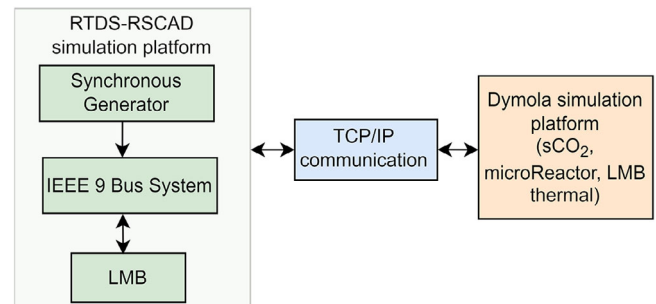 RTDS-RSCAD
simulation platform
Synchronous
Generator
IEEE 9 Bus System
LMB
TCP/IP
communication
Dymola simulation
platform
(sCO₂,
microReactor, LMB
thermal)